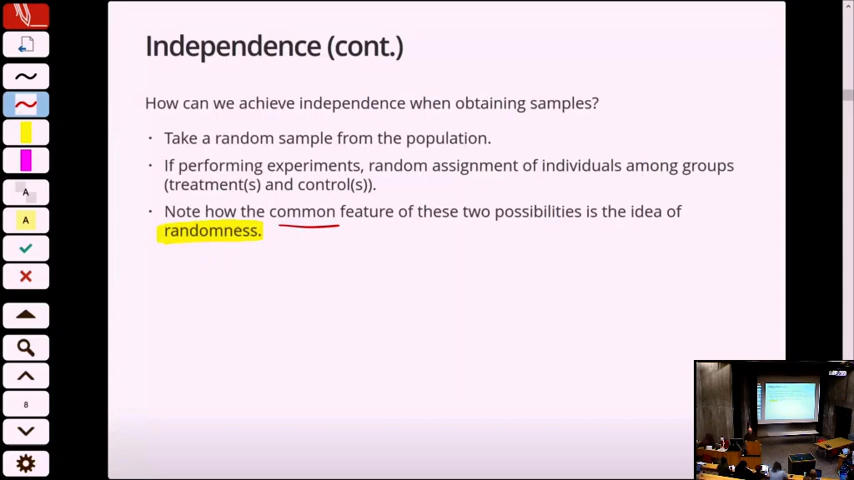 Independence (cont.)
How can we achieve independence when obtaining samples?
· Take a random sample from the population.
· If performing experiments, random assignment of individuals among groups
(treatment(s) and control(s)).
· Note how the common feature of these two possibilities is the idea of
randomness.
A
A
8